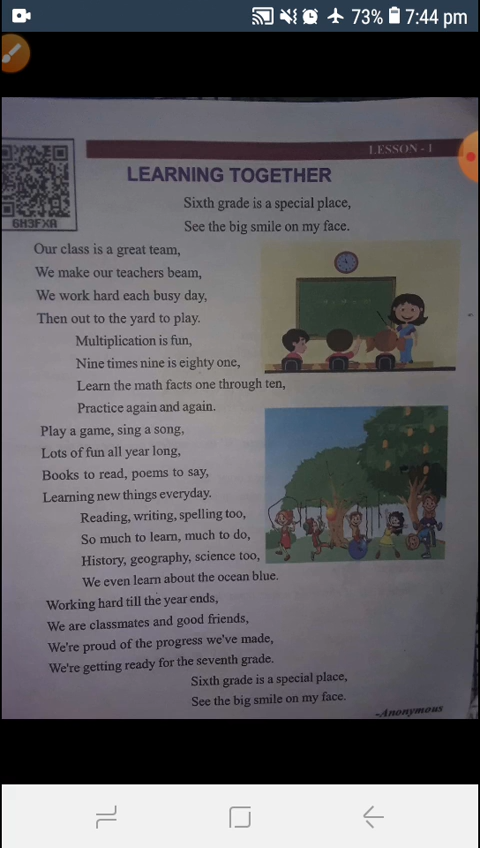 73% 7:44 pm
LESSON - 1
6H3FXA
LEARNING TOGETHER
Sixth grade is a special place,
See the big smile on my face.
Our class is a great team,
We make our teachers beam,
We work hard each busy day,
Then out to the yard to play.
Multiplication is fun,
Nine times nine is eighty one,
Learn the math facts one through ten,
Practice again and again.
Play a game, sing a song,
Lots of fun all year long,
Books to read, poems to say,
Learning new things everyday.
Reading, writing, spelling too,
So much to learn, much to do,
History, geography, science too,
We even learn about the ocean blue.
Working hard till the year ends,
We are classmates and good friends,
We're proud of the progress we've made,
We're getting ready for the seventh grade.
Sixth grade is a special place,
See the big smile on my face.
-Anonymous